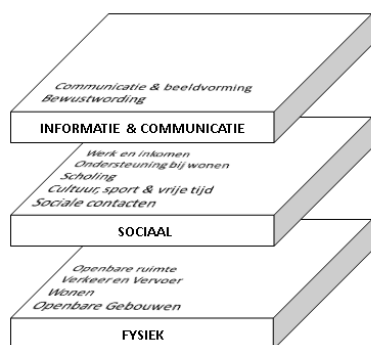 Communicatie & beeldvorming
Bewustwording
INFORMATIE & COMMUNICATIE
Werk en inkomen
Ondersteuning bij wonen
Scholing
Cultuur, sport & vrije tijd
Sociale contacten
SOCIAAL
Openbare ruimte
Verkeer en Vervoer
Wonen
Openbare Gebouwen
FYSIEK